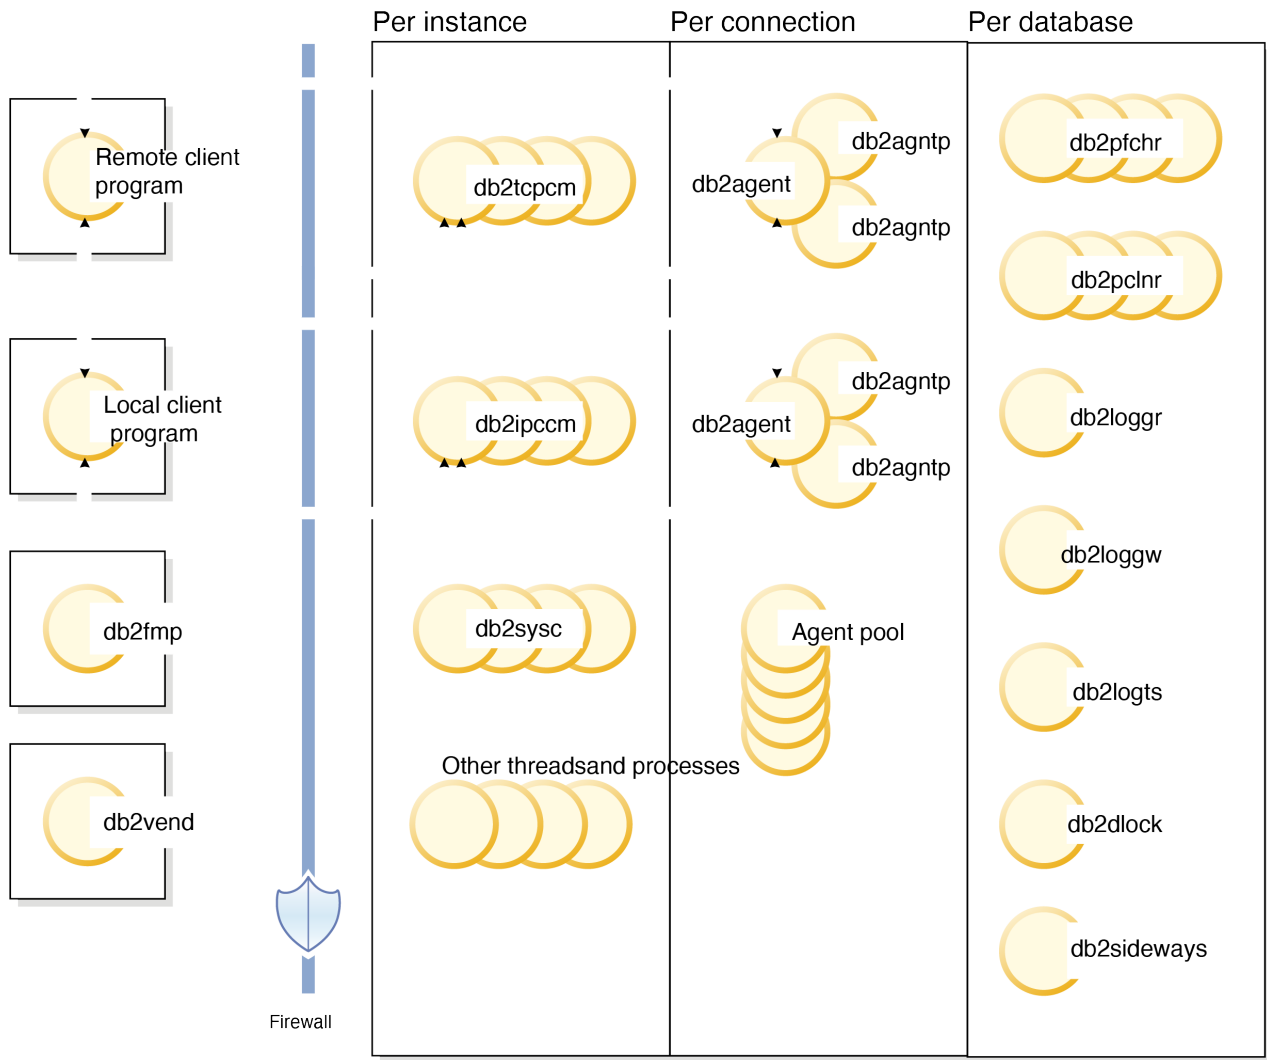 Per instance
Per connection
Per database
Remote client
program
db2tcpcm
db2agent
db2agntp
db2agntp
db2pfchr
db2pclnr
Local client
program
db2ipccm
db2agent
db2agntp
db2agntp
db2loggr
db2loggw
db2fmp
db2sysc
Agent pool
db2logts
Other threadsand processes
db2vend
db2dlock
db2sideways
Firewall